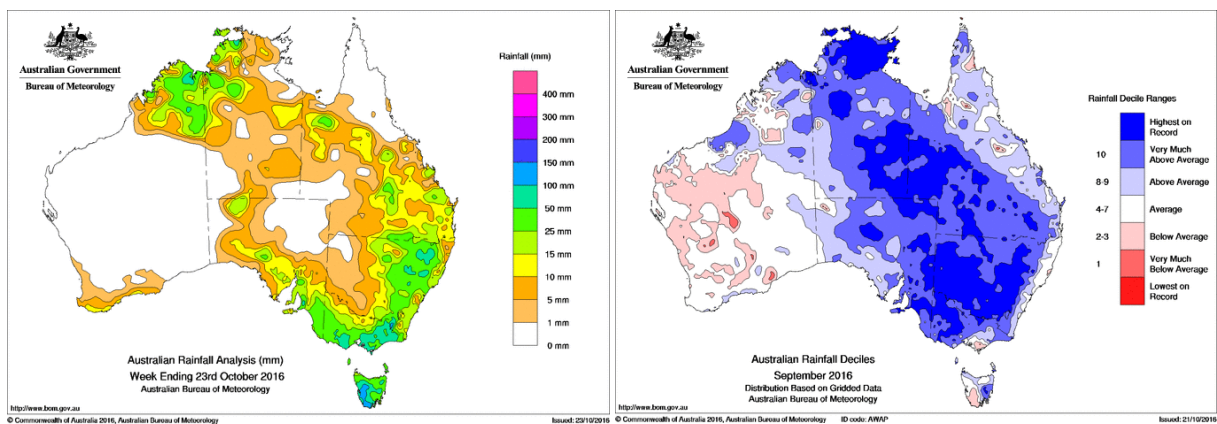 Australian Government
Bureau of Meteorology
Rainfall (mm)
400 mm
300 mm
200 mm
150 mm
100 mm
50 mm
25 mm
15 mm
10 mm
5 mm
1 mm
0 mm
Australian Rainfall Analysis (mm)
Week Ending 23rd October 2016
Australian Bureau of Meteorology
http://www.bom.gov.au
© Commonwealth of Australia 2016, Australian Bureau of Meteorology
Issued: 23/10/2016
Australian Government
Bureau of Meteorology
Rainfall Decile Ranges
Highest on
Record
10 Very Much
Above Average
8-9 Above Average
4-7 Average
2-3 Below Average
1 Very Much
Below Average
Lowest on
Record
Australian Rainfall Deciles
September 2016
Distribution Based on Gridded Data
Australian Bureau of Meteorology
http://www.bom.gov.au
© Commonwealth of Australia 2016, Australian Bureau of Meteorology ID code: AWAP
Issued: 21/10/2016